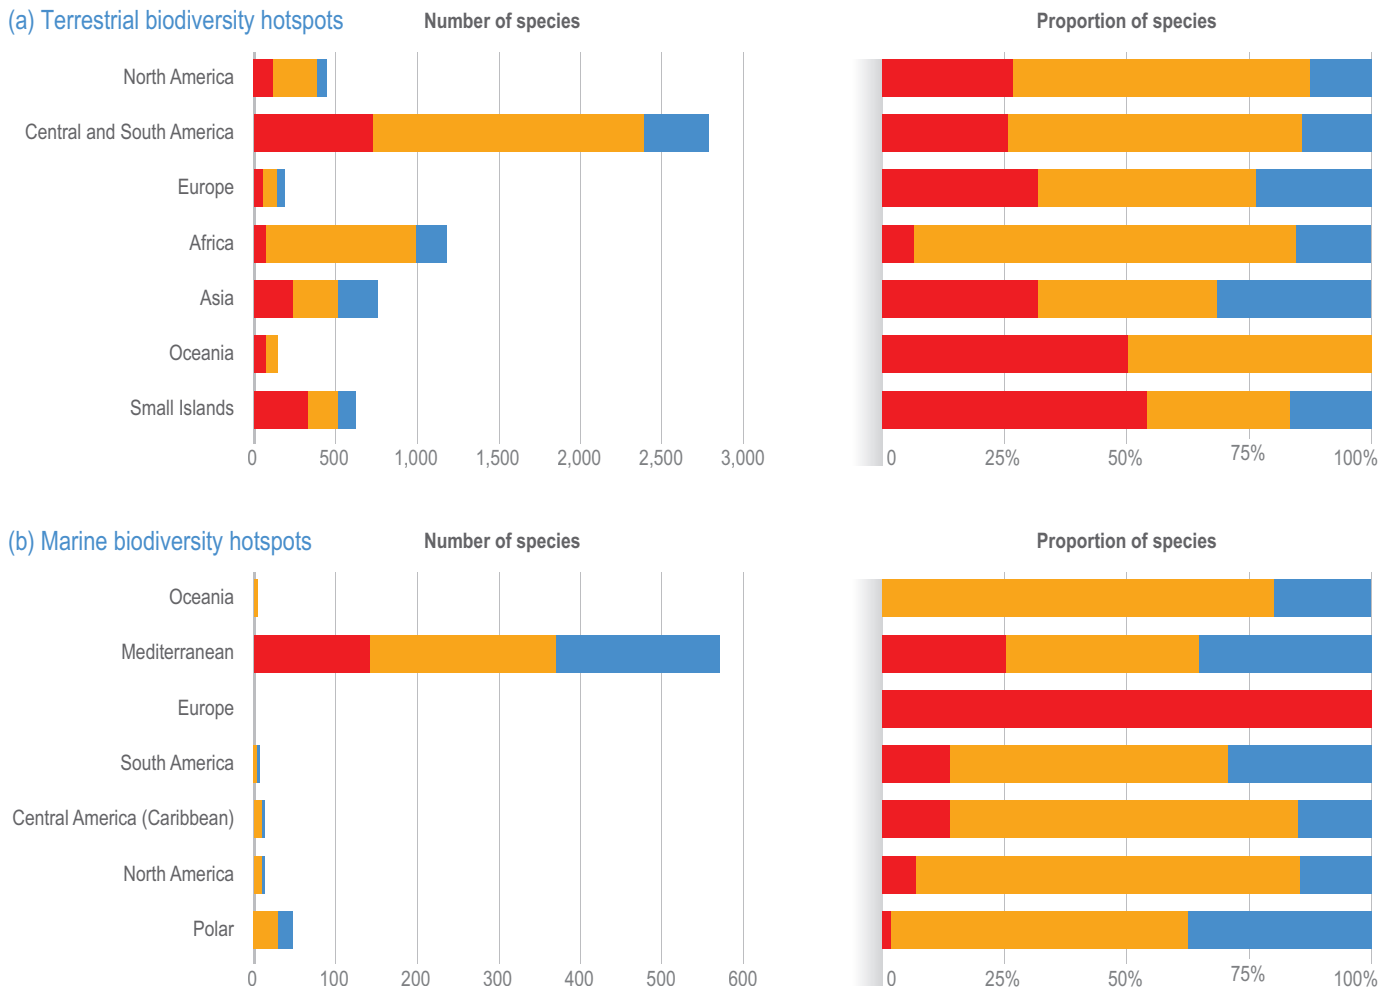 (a) Terrestrial biodiversity hotspots
Number of species
Proportion of species
North America
Central and South America
Europe
Africa
Asia
Oceania
Small Islands
0 500 1,000 1,500 2,000 2,500 3,000
0 25% 50% 75% 100%
(b) Marine biodiversity hotspots
Number of species
Proportion of species
Oceania
Mediterranean
Europe
South America
Central America (Caribbean)
North America
Polar
0 100 200 300 400 500 600
0 25% 50% 75% 100%